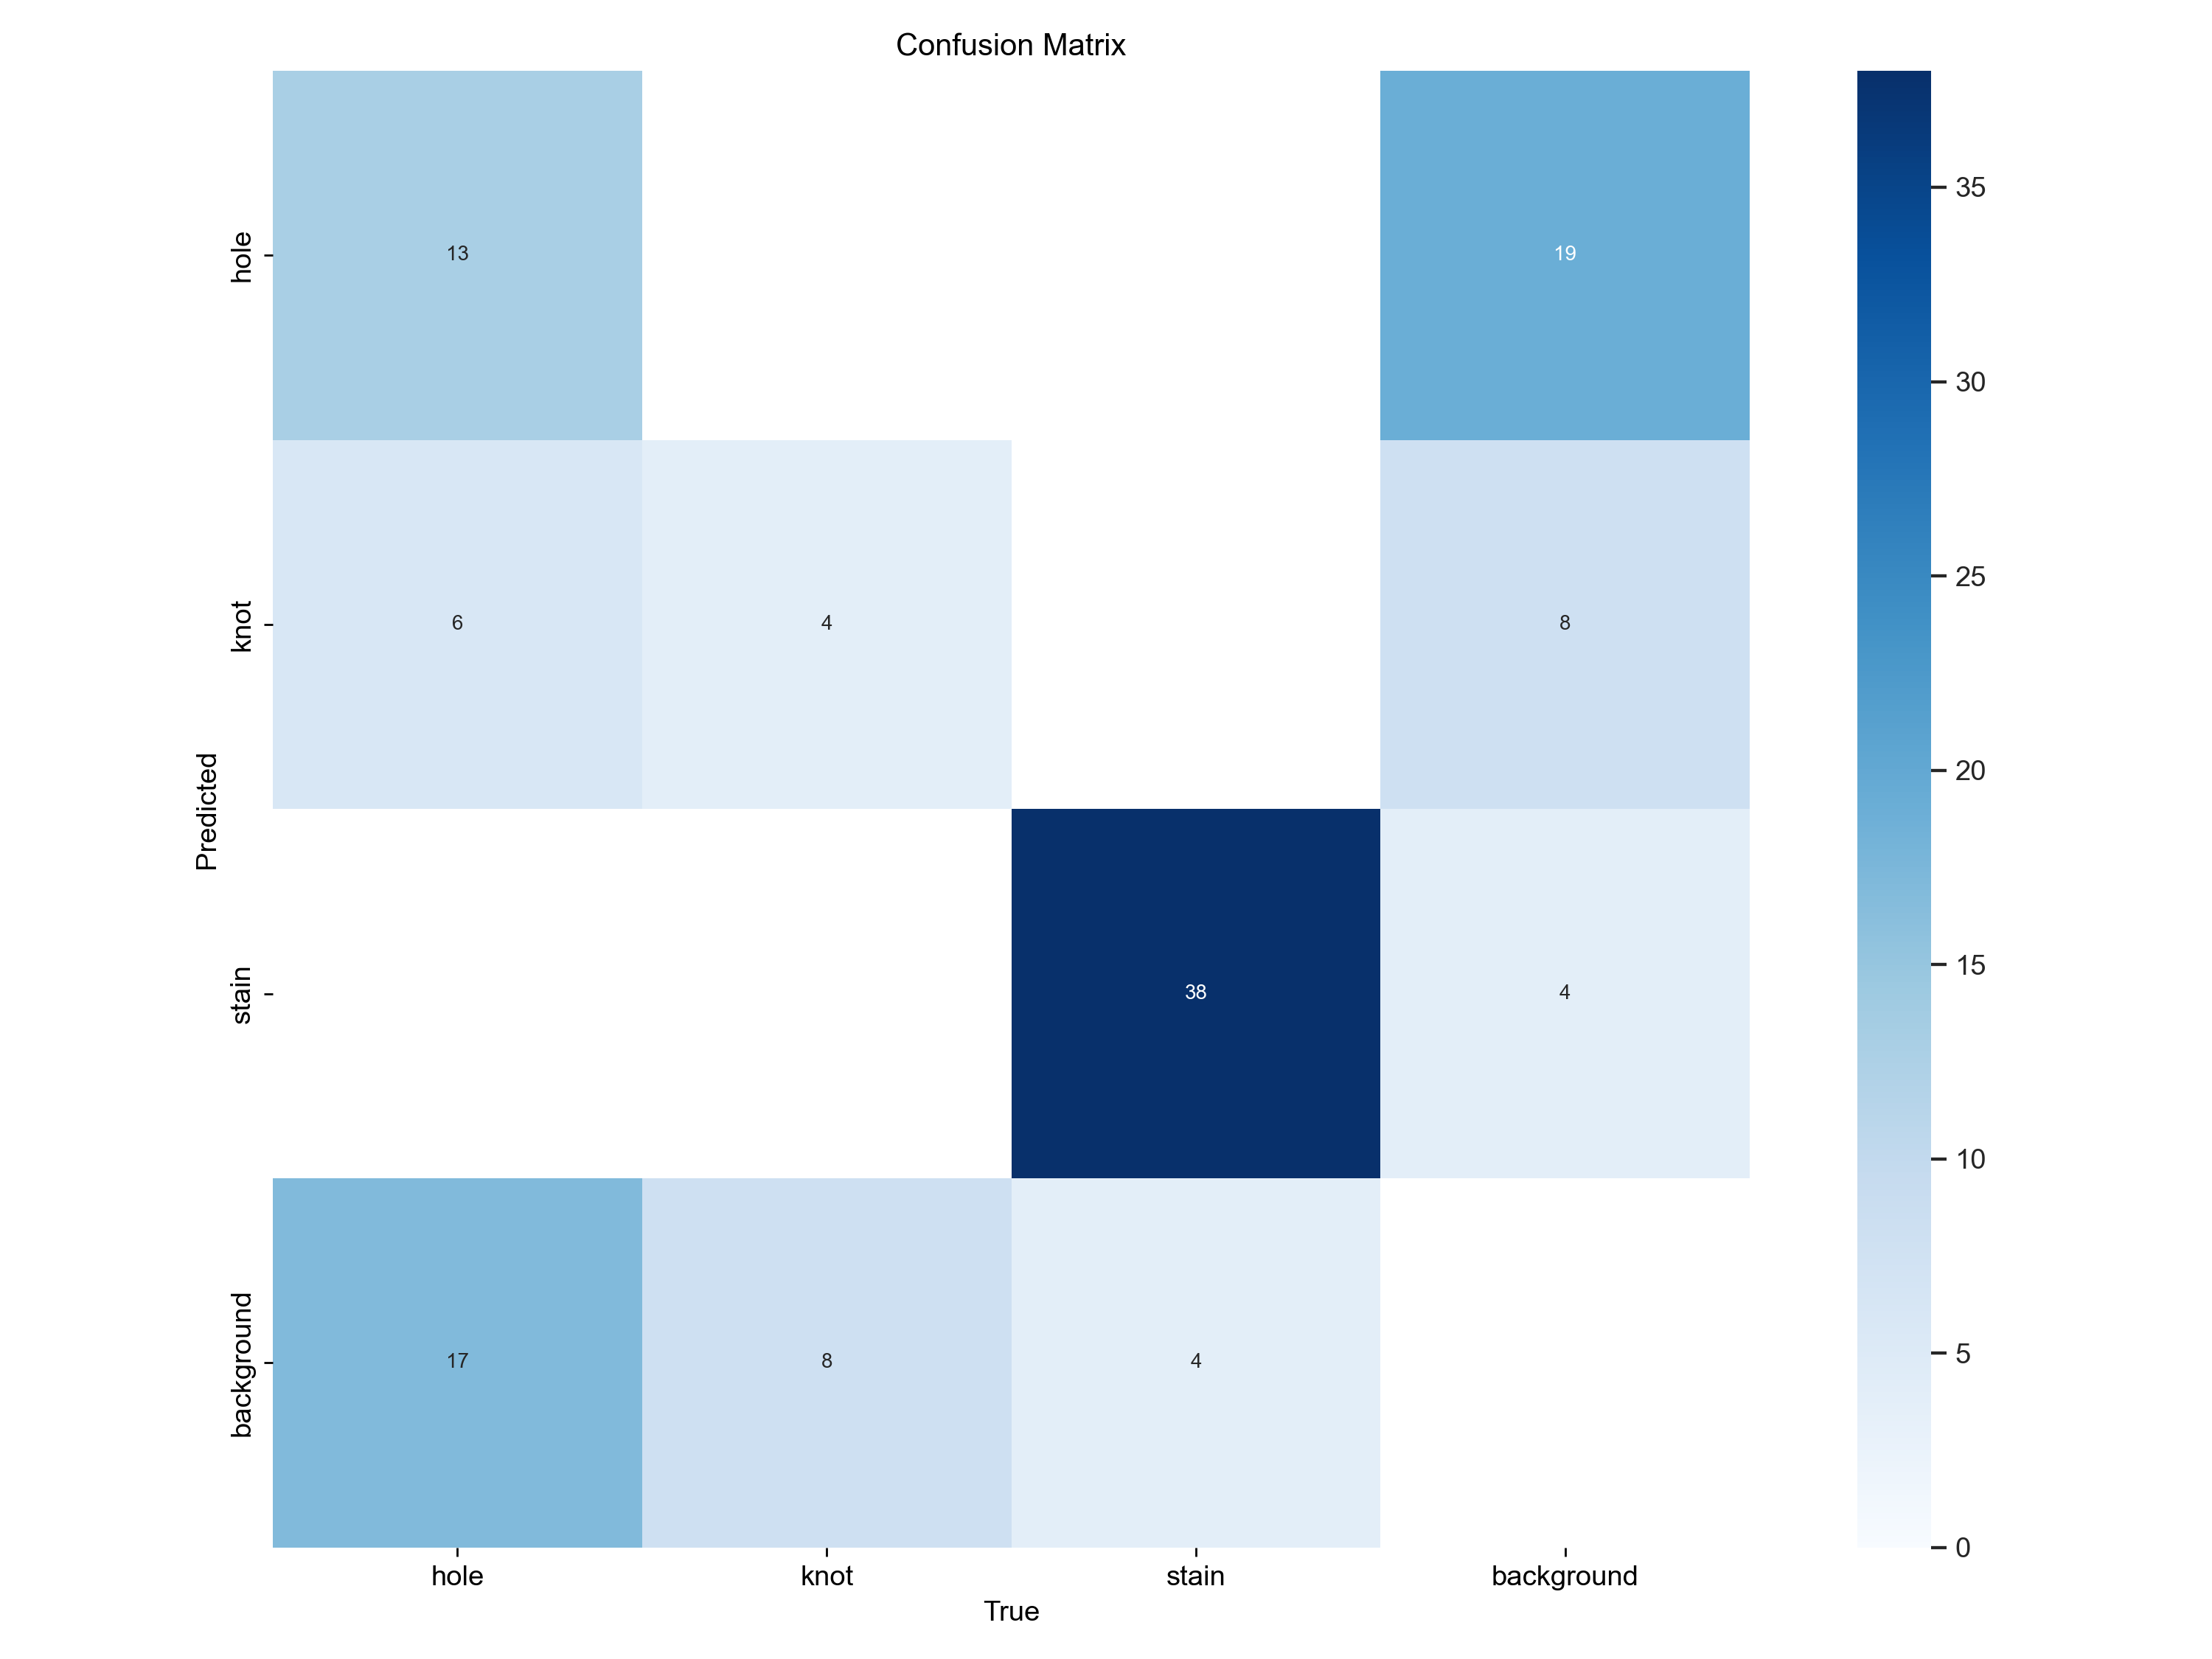 Confusion Matrix
hole
13
19
35
30
knot
6
4
8
25
20
Predicted
stain
38
4
15
10
background
17
8
4
5
0
hole knot stain background
True